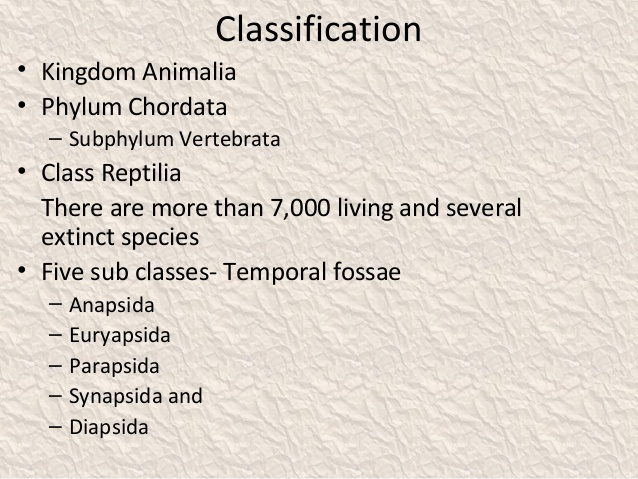 Classification
• Kingdom Animalia
• Phylum Chordata
– Subphylum Vertebrata
• Class Reptilia
There are more than 7,000 living and several
extinct species
• Five sub classes- Temporal fossae
– Anapsida
– Euryapsida
– Parapsida
– Synapsida and
– Diapsida